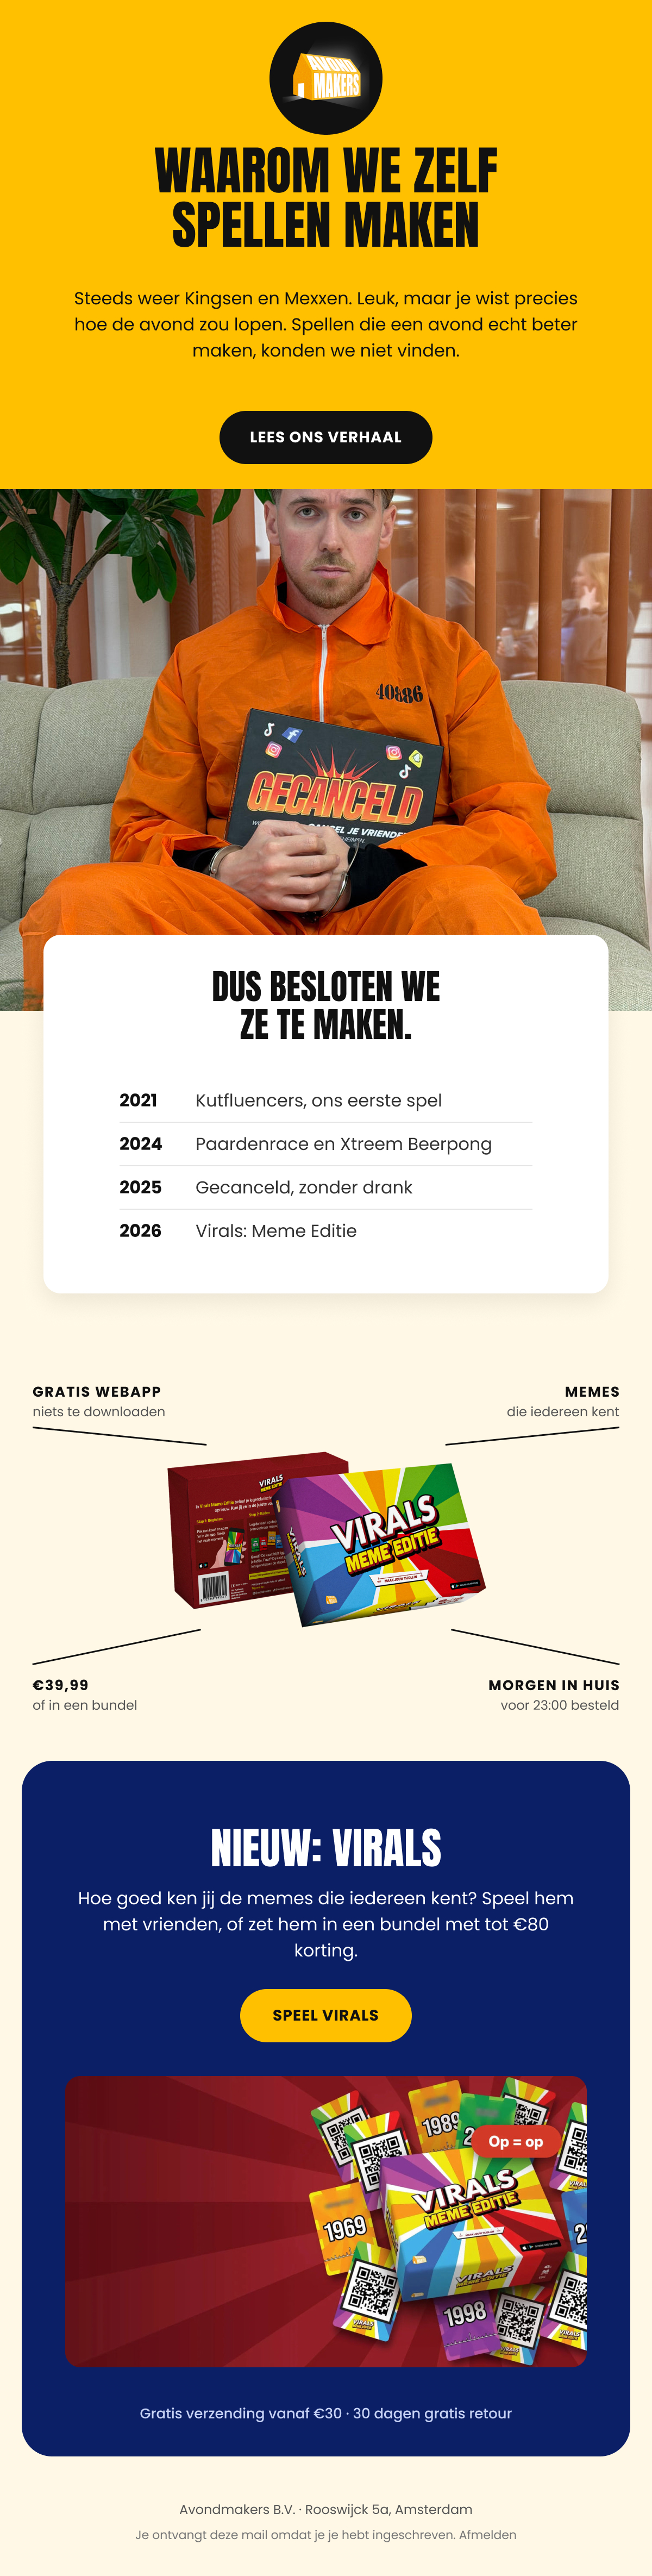 AVOND
MAKERS
WAAROM WE ZELF
SPELLEN MAKEN
Steeds weer Kingsen en Mexxen. Leuk, maar je wist precies
hoe de avond zou lopen. Spellen die een avond echt beter
maken, konden we niet vinden.
LEES ONS VERHAAL
40886
GECANCELD
CANCEL JE VRIENDEN
DUS BESLOTEN WE
ZE TE MAKEN.
2021 Kutfluencers, ons eerste spel
2024 Paardenrace en Xtreem Beerpong
2025 Gecanceld, zonder drank
2026 Virals: Meme Editie
GRATIS WEBAPP
niets te downloaden
MEMES
die iedereen kent
VIRALS
MEME EDITIE
VIRALS
MEME EDITIE
€39,99
of in een bundel
MORGEN IN HUIS
voor 23:00 besteld
NIEUW: VIRALS
Hoe goed ken jij de memes die iedereen kent? Speel hem
met vrienden, of zet hem in een bundel met tot €80
korting.
SPEEL VIRALS
1989
Op = op
VIRALS
MEME EDITIE
1969
VIRALS
1998
Gratis verzending vanaf €30 · 30 dagen gratis retour
Avondmakers B.V. · Rooswijck 5a, Amsterdam
Je ontvangt deze mail omdat je je hebt ingeschreven. Afmelden